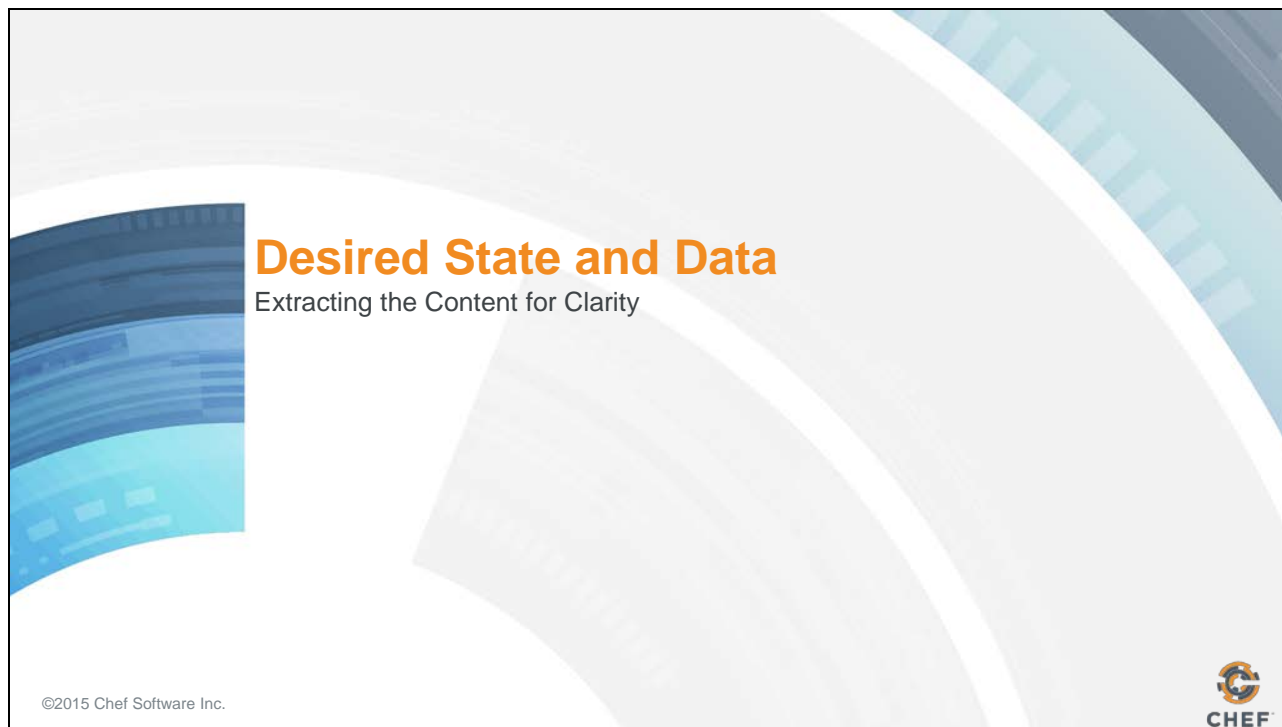 Desired State and Data
Extracting the Content for Clarity
©2015 Chef Software Inc.
CHEF